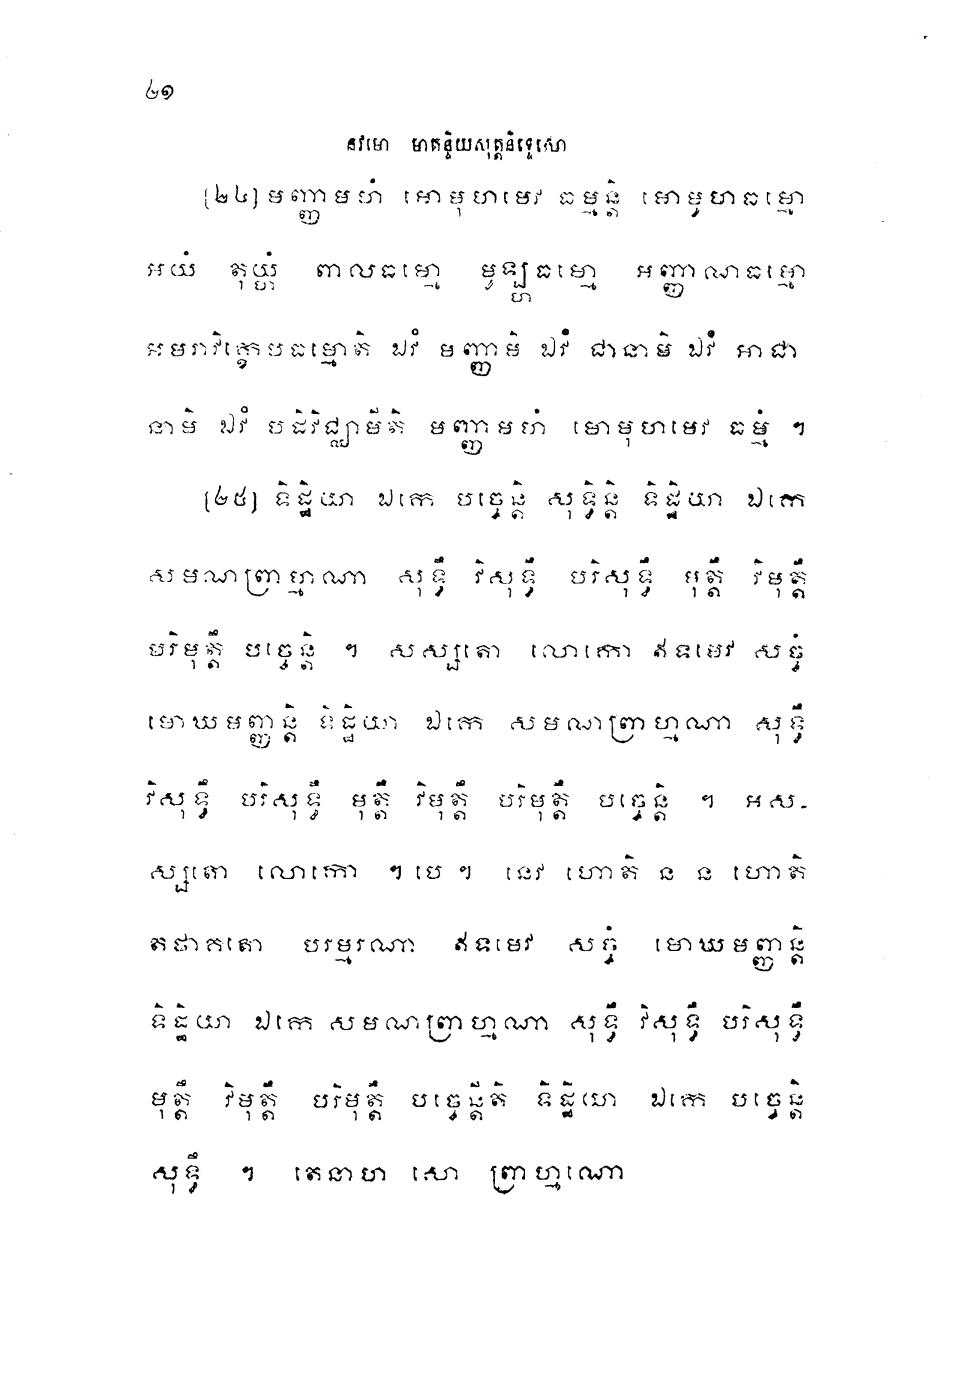 ៤១
នវមោ មាគន្ទិយសុត្តនិទ្ទេសោ
[៤៤] មញ្ញាមហំ មោមុហមេវ ធម្មន្តិ មោមូហធម្មោ
អយំ តុយ្ហំ ពាលធម្មោ មូឡ្ហធម្មោ អញ្ញាណធម្មោ
អមរាវិក្ខេបធម្មោតិ ឯវំ មញ្ញាមិ ឯវំ ជានាមិ ឯវំ អាជា
នាមិ ឯវំ បដិវិជ្ឈាមីតិ មញ្ញាមហំ មោមុហមេវ ធម្មំ ។
[៤៥] ទិដ្ឋិយា ឯកេ បច្ចេន្តិ សុទ្ធិន្តិ ទិដ្ឋិយា ឯកេ
សមណព្រាហ្មណា សុទ្ធឹ វិសុទ្ធឹ បរិសុទ្ធឹ មុត្តឹ វិមុត្តឹ
បរិមុត្តឹ បច្ចេន្តិ ។ សស្សតោ លោកោ ឥទមេវ សច្ចំ
មោឃមញ្ញន្តិ ទិដ្ឋិយា ឯកេ សមណព្រាហ្មណា សុទ្ធឹ
វិសុទ្ធឹ បរិសុទ្ធឹ មុត្តឹ វិមុត្តឹ បរិមុត្តឹ បច្ចេន្តិ ។ អស-
ស្សតោ លោកោ ។ បេ ។ នេវ ហោតិ ន ន ហោតិ
តថាគតោ បរម្មរណា ឥទមេវ សច្ចំ មោឃមញ្ញន្តិ
ទិដ្ឋិយា ឯកេ សមណព្រាហ្មណា សុទ្ធឹ វិសុទ្ធឹ បរិសុទ្ធឹ
មុត្តឹ វិមុត្តឹ បរិមុត្តឹ បច្ចេន្តីតិ ទិដ្ឋិយា ឯកេ បច្ចេន្តិ
សុទ្ធឹ ។ តេនាហ សោ ព្រាហ្មណោ